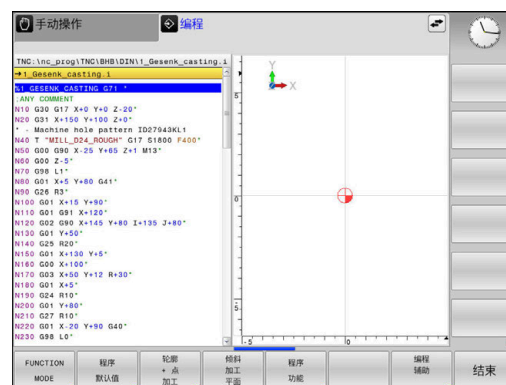 手动操作
编程
TNC:\nc_prog\TNC\BHB\DIN\1_Gesenk_casting.i
→1_Gesenk_casting.i
%1_GESENK_CASTING G71 *
;ANY COMMENT
N10 G30 G17 X+0 Y+0 Z-20*
N20 G31 X+150 Y+100 Z+0*
* - Machine hole pattern ID27943KL1
N40 T "MILL_D24_ROUGH" G17 S1800 F400*
N50 G00 G90 X-25 Y+65 Z+1 M13*
N60 G00 Z-5*
N70 G98 L1*
N80 G01 X+5 Y+80 G41*
N90 G26 R3*
N100 G01 X+15 Y+90*
N110 G01 G91 X+120*
N120 G02 G90 X+145 Y+80 I+135 J+80*
N130 G01 Y+50*
N140 G25 R20*
N150 G01 X+130 Y+5*
N160 G00 X+100*
N170 G03 X+50 Y+12 R+30*
N180 G01 X+5*
N190 G24 R10*
N200 G01 Y+80*
N210 G27 R10*
N220 G01 X-20 Y+90 G40*
N230 G98 L0*
Y
X
5
0
-5
-5
0
FUNCTION
MODE
程序
默认值
轮廓
+ 点
加工
倾斜
加工
平面
程序
功能
编程
辅助
结束